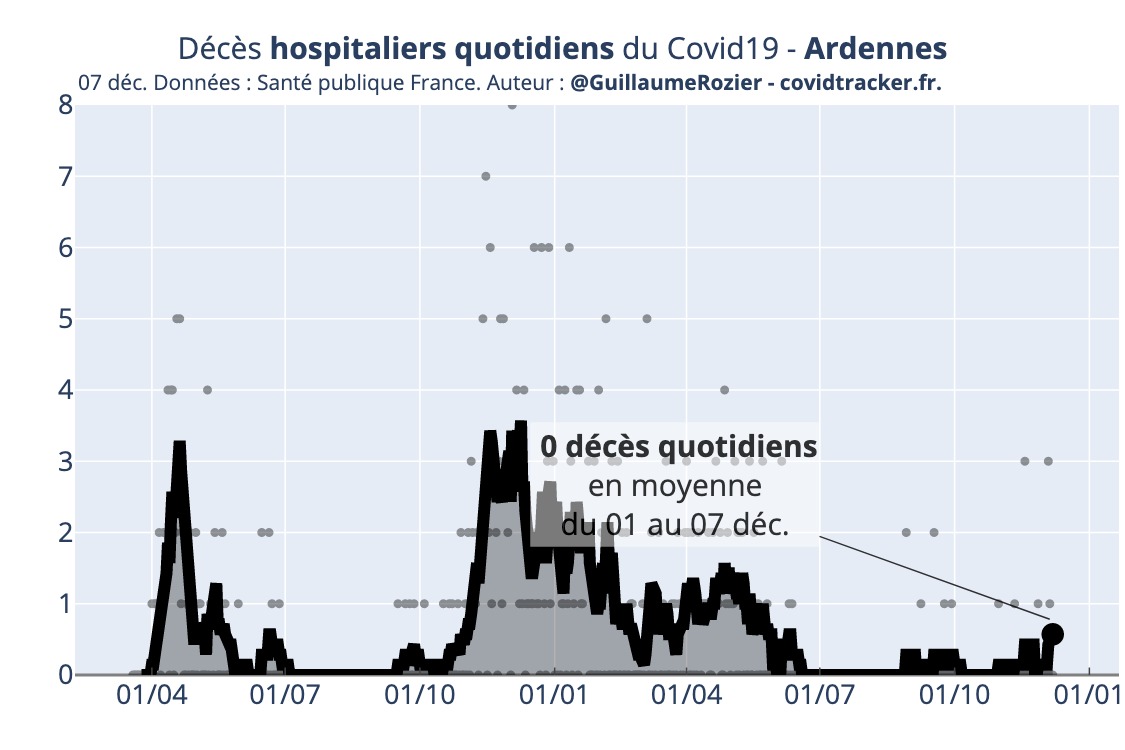 Décès hospitaliers quotidiens du Covid19 - Ardennes
07 déc. Données : Santé publique France. Auteur : @GuillaumeRozier - covidtracker.fr.
8
7
6
5
4
3
2
1
0
0 décès quotidiens
en moyenne
du 01 au 07 déc.
01/04 01/07 01/10 01/01 01/04 01/07 01/10 01/01